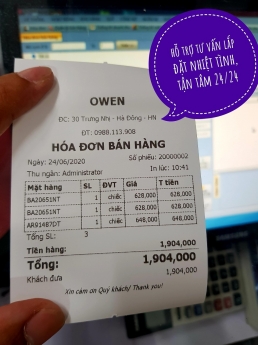 HỖ TRỢ TƯ VẤN LẮP
ĐẶT NHIỆT TÌNH,
TẬN TÂM 24/24
OWEN
ĐC: 30 Trưng Nhị - Hà Đông - HN
ĐT: 0988.113.908
HÓA ĐƠN BÁN HÀNG
Ngày: 24/06/2020 Số phiếu: 20000002
Thu ngân: Administrator In lúc: 10:41
Mặt hàng SL ĐVT Giá T tiền
BA20651NT 1 chiếc 628,000 628,000
BA20651NT 1 chiếc 628,000 628,000
AR91487DT 1 chiếc 648,000 648,000
Tổng SL: 3
Tiền hàng: 1,904,000
Tổng: 1,904,000
Khách đưa 1,904,000
Xin cảm ơn Quý khách/ Thank you!